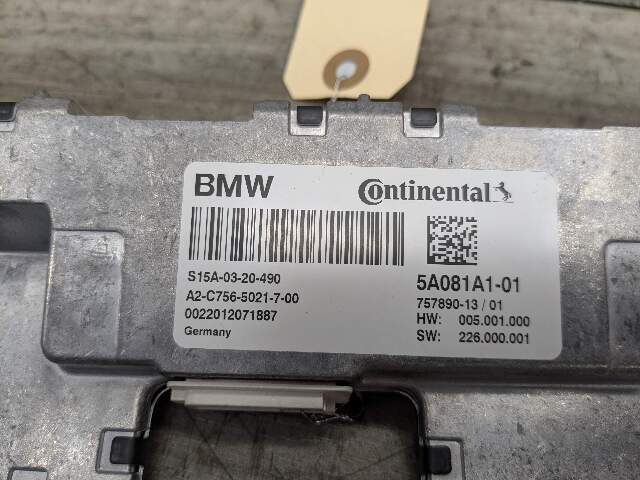 BMW
Continental
S15A-03-20-490
A2-C756-5021-7-00
0022012071887
Germany
5A081A1-01
757890-13 / 01
HW: 005.001.000
SW: 226.000.001